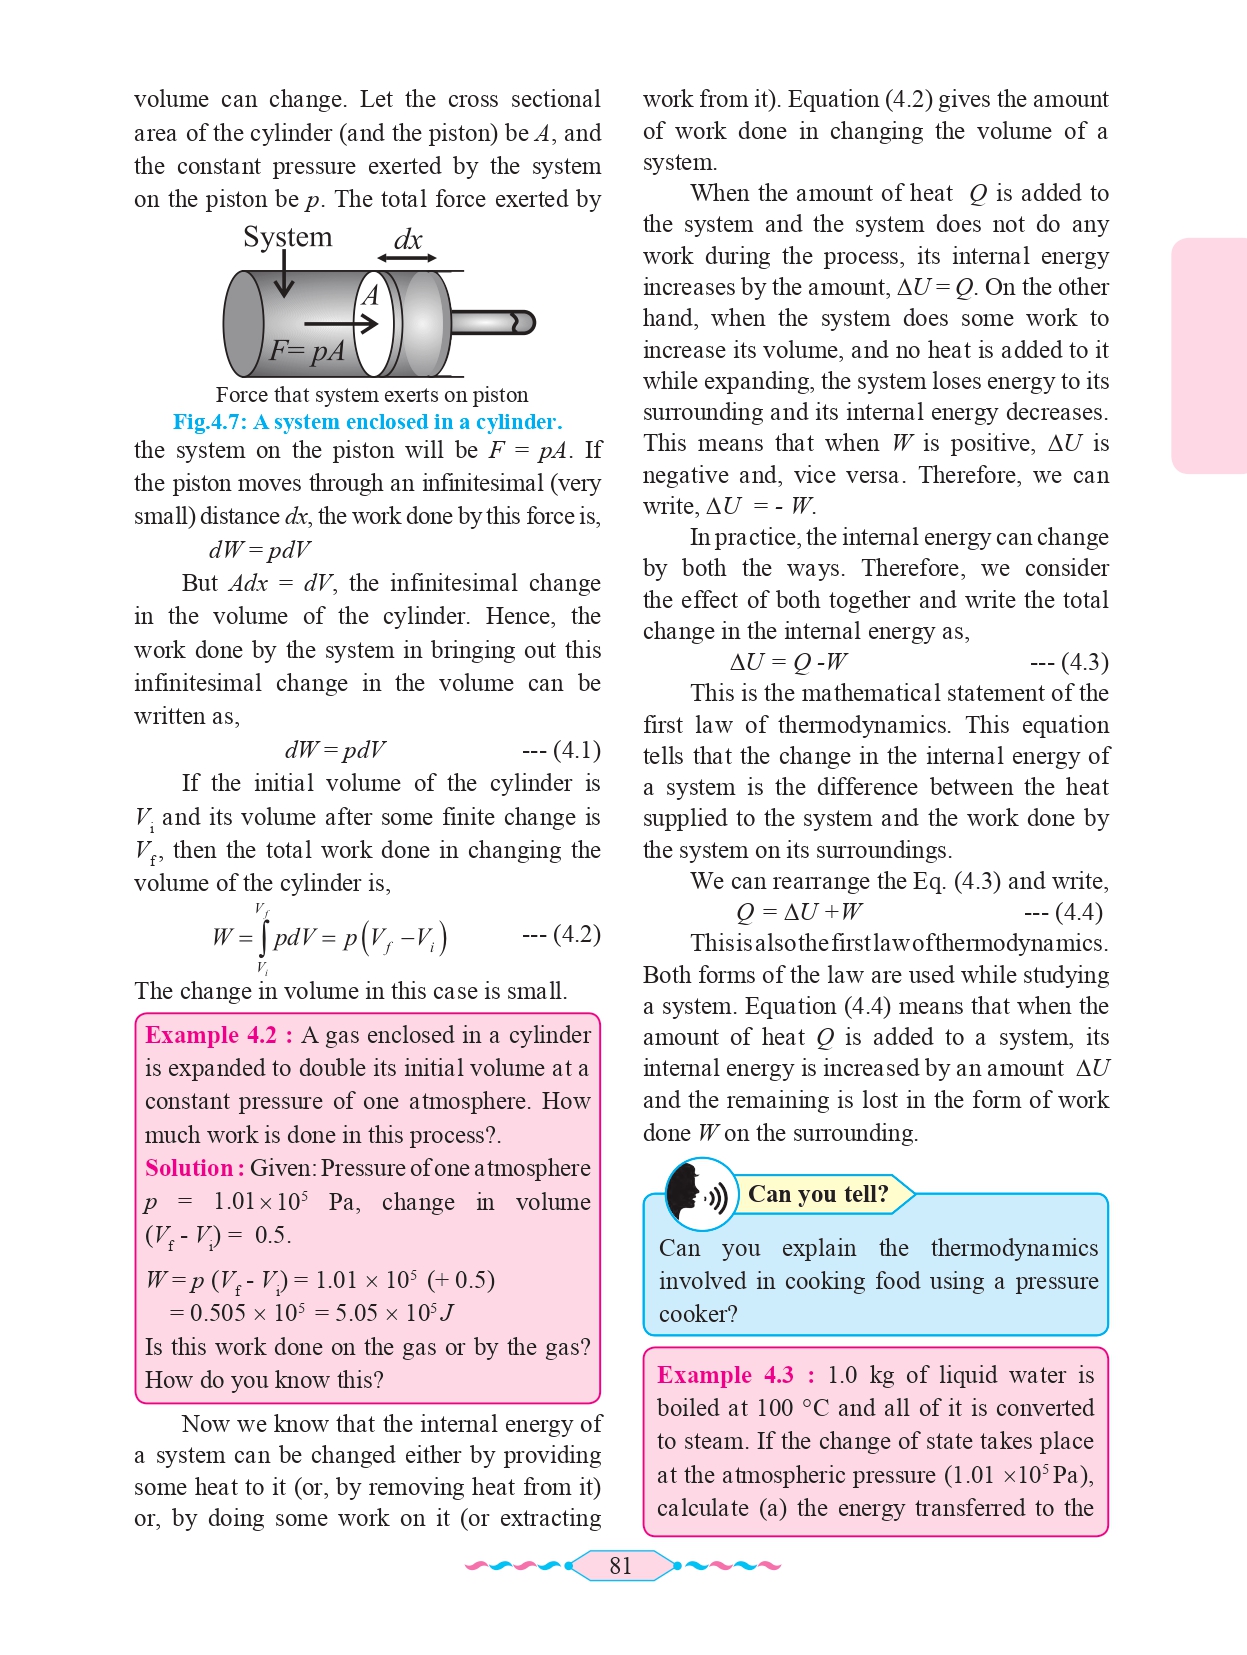 volume can change. Let the cross sectional
area of the cylinder (and the piston) be A, and
the constant pressure exerted by the system
on the piston be p. The total force exerted by
System
dx
A
F= pA
Force that system exerts on piston
Fig.4.7: A system enclosed in a cylinder.
the system on the piston will be F = pA. If
the piston moves through an infinitesimal (very
small) distance dx, the work done by this force is,
dW = pdV
But Adx = dV, the infinitesimal change
in the volume of the cylinder. Hence, the
work done by the system in bringing out this
infinitesimal change in the volume can be
written as,
dW = pdV --- (4.1)
If the initial volume of the cylinder is
Vᵢ and its volume after some finite change is
V_f, then the total work done in changing the
volume of the cylinder is,
W = ∫_{V_i}^{V_f} pdV = p(V_f − V_i) --- (4.2)
The change in volume in this case is small.
Example 4.2 : A gas enclosed in a cylinder
is expanded to double its initial volume at a
constant pressure of one atmosphere. How
much work is done in this process?.
Solution : Given: Pressure of one atmosphere
p = 1.01 × 10⁵ Pa, change in volume
(V_f - V_i) = 0.5.
W = p (V_f - V_i) = 1.01 × 10⁵ (+ 0.5)
= 0.505 × 10⁵ = 5.05 × 10⁵ J
Is this work done on the gas or by the gas?
How do you know this?
Now we know that the internal energy of
a system can be changed either by providing
some heat to it (or, by removing heat from it)
or, by doing some work on it (or extracting
work from it). Equation (4.2) gives the amount
of work done in changing the volume of a
system.
When the amount of heat Q is added to
the system and the system does not do any
work during the process, its internal energy
increases by the amount, ΔU = Q. On the other
hand, when the system does some work to
increase its volume, and no heat is added to it
while expanding, the system loses energy to its
surrounding and its internal energy decreases.
This means that when W is positive, ΔU is
negative and, vice versa. Therefore, we can
write, ΔU = - W.
In practice, the internal energy can change
by both the ways. Therefore, we consider
the effect of both together and write the total
change in the internal energy as,
ΔU = Q -W --- (4.3)
This is the mathematical statement of the
first law of thermodynamics. This equation
tells that the change in the internal energy of
a system is the difference between the heat
supplied to the system and the work done by
the system on its surroundings.
We can rearrange the Eq. (4.3) and write,
Q = ΔU +W --- (4.4)
This is also the first law of thermodynamics.
Both forms of the law are used while studying
a system. Equation (4.4) means that when the
amount of heat Q is added to a system, its
internal energy is increased by an amount ΔU
and the remaining is lost in the form of work
done W on the surrounding.
Can you tell?
Can you explain the thermodynamics
involved in cooking food using a pressure
cooker?
Example 4.3 : 1.0 kg of liquid water is
boiled at 100 °C and all of it is converted
to steam. If the change of state takes place
at the atmospheric pressure (1.01 ×10⁵ Pa),
calculate (a) the energy transferred to the
81